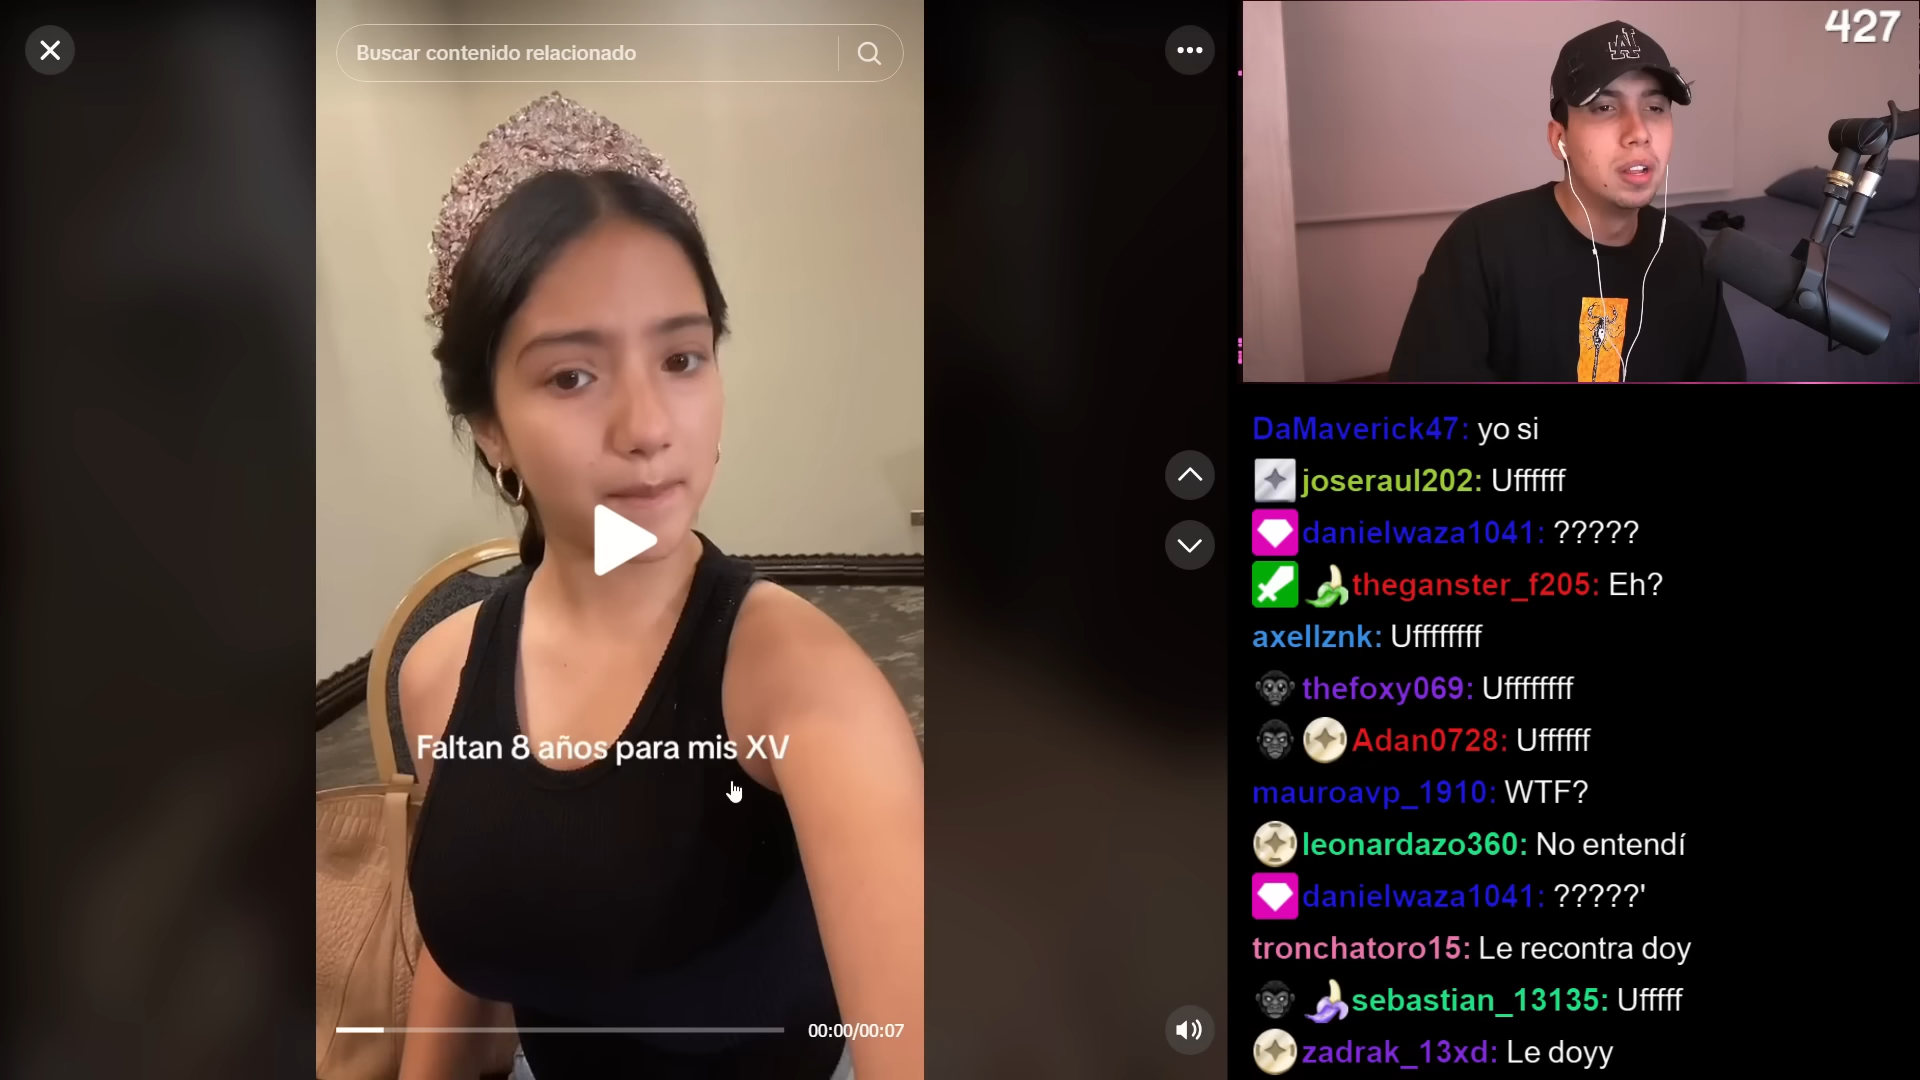 Buscar contenido relacionado
Faltan 8 años para mis XV
00:00/00:07
427
DaMaverick47: yo si
joseraul202: Uffffff
danielwaza1041: ?????
theganster_f205: Eh?
axellznk: Uffffffff
thefoxy069: Uffffffff
Adan0728: Uffffff
mauroavp_1910: WTF?
leonardazo360: No entendí
danielwaza1041: ?????'
tronchatoro15: Le recontra doy
sebastian_13135: Ufffff
zadrak_13xd: Le doyy